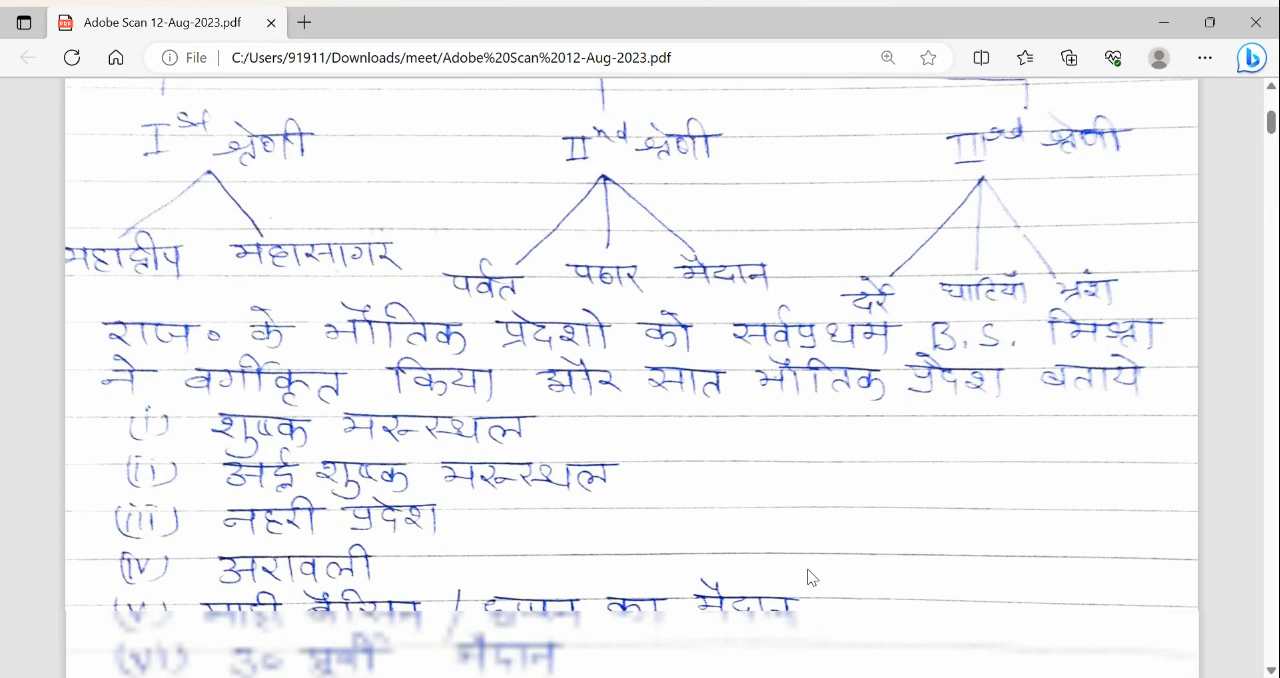 Adobe Scan 12-Aug-2023.pdf
File C:/Users/91911/Downloads/meet/Adobe%20Scan%2012-Aug-2023.pdf
Ist श्रेणी IInd श्रेणी IIIrd श्रेणी
महाद्वीप महासागर पर्वत पठार मैदान दर्रे घाटियाँ भ्रंश
राज० के भौतिक प्रदेशो को सर्वप्रथम B.S. मिश्रा
ने वर्गीकृत किया और सात भौतिक प्रदेश बताये
(i) शुष्क मरुस्थल
(ii) अर्द्ध शुष्क मरुस्थल
(iii) नहरी प्रदेश
(iv) अरावली
(v) माही बेसिन / छप्पन का मैदान
(vi) उ० पूर्वी मैदान